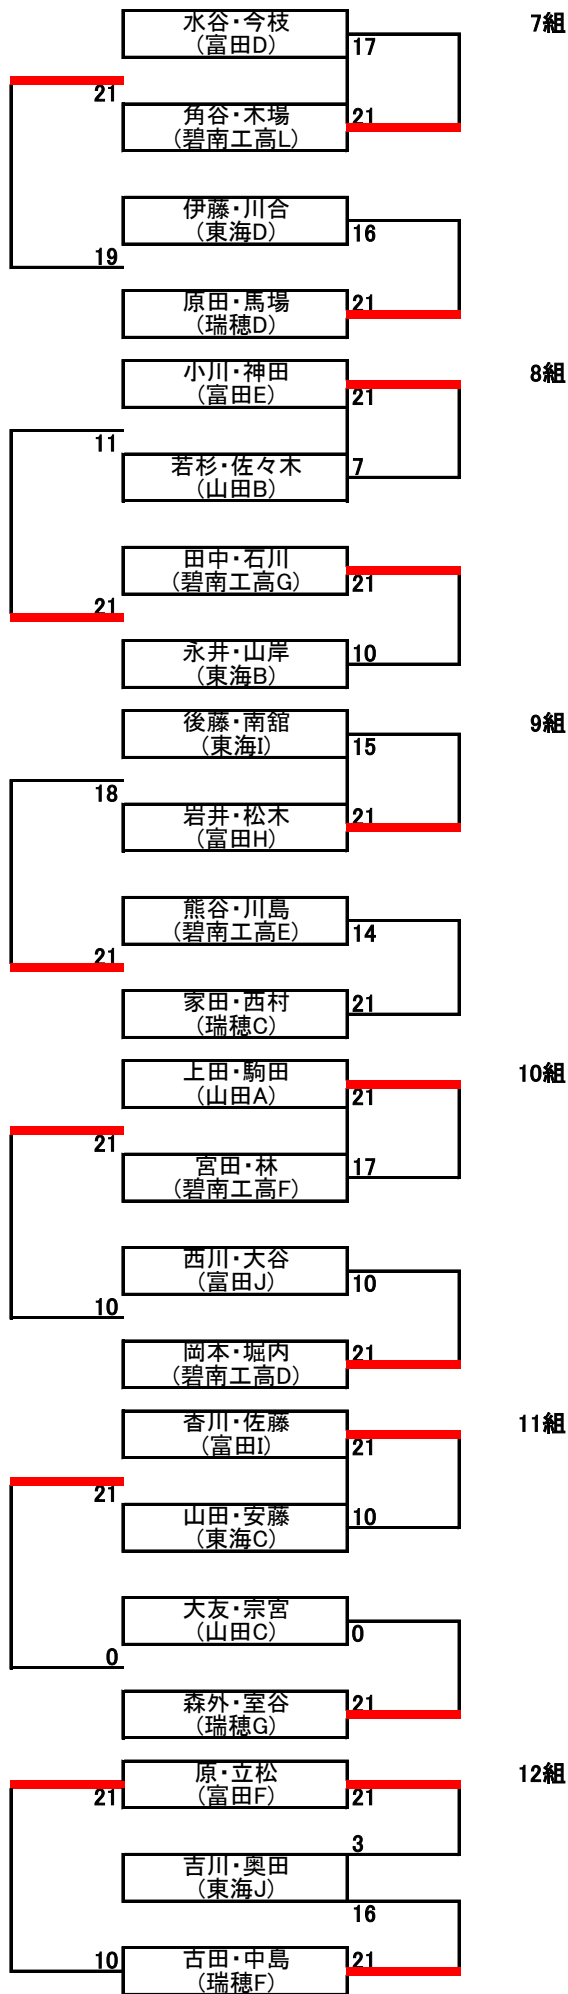 水谷・今枝
(富田D)
7組
17
21
角谷・木場
(碧南工高L)
21
伊藤・川合
(東海D)
16
19
原田・馬場
(瑞穂D)
21
小川・神田
(富田E)
8組
21
11
若杉・佐々木
(山田B)
7
田中・石川
(碧南工高G)
21
21
永井・山岸
(東海B)
10
後藤・南舘
(東海I)
9組
15
18
岩井・松木
(富田H)
21
熊谷・川島
(碧南工高E)
14
21
家田・西村
(瑞穂C)
21
上田・駒田
(山田A)
10組
21
21
宮田・林
(碧南工高F)
17
西川・大谷
(富田J)
10
10
岡本・堀内
(碧南工高D)
21
香川・佐藤
(富田I)
11組
21
21
山田・安藤
(東海C)
10
大友・宗宮
(山田C)
0
0
森外・室谷
(瑞穂G)
21
原・立松
(富田F)
12組
21
21
3
吉川・奥田
(東海J)
16
10
古田・中島
(瑞穂F)
21